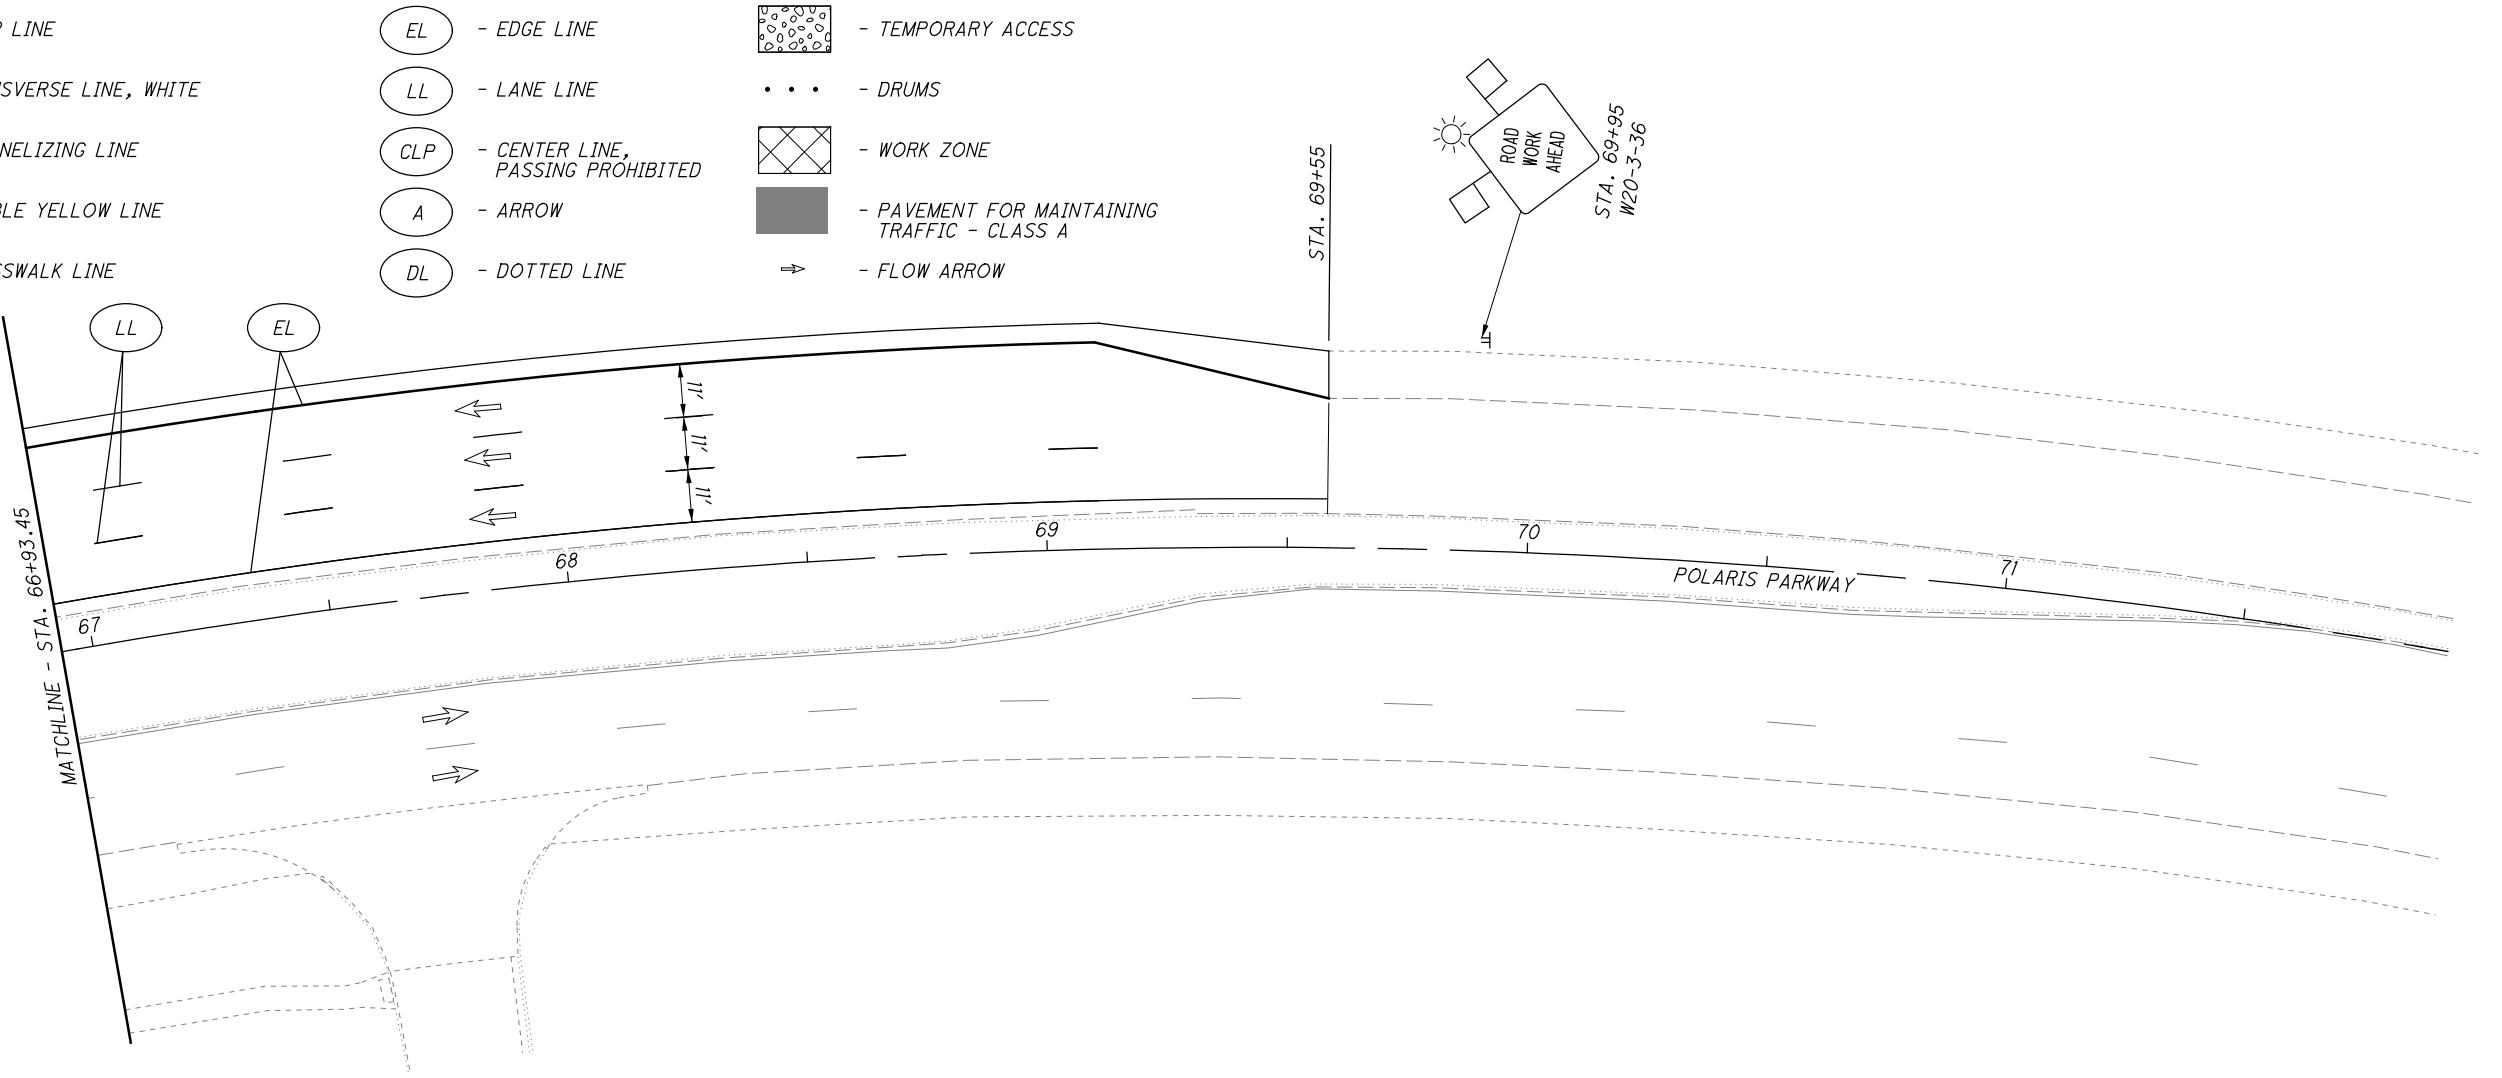 LINE
EL - EDGE LINE
- TEMPORARY ACCESS
SVERSE LINE, WHITE
LL - LANE LINE
- DRUMS
NELIZING LINE
CLP - CENTER LINE,
PASSING PROHIBITED
- WORK ZONE
LE YELLOW LINE
A - ARROW
- PAVEMENT FOR MAINTAINING
TRAFFIC - CLASS A
SWALK LINE
DL - DOTTED LINE
- FLOW ARROW
ROAD
WORK
AHEAD
STA. 69+95
W20-3-36
STA. 69+55
LL
EL
11'
11'
11'
67
68
69
70
71
POLARIS PARKWAY
MATCHLINE - STA. 66+93.45